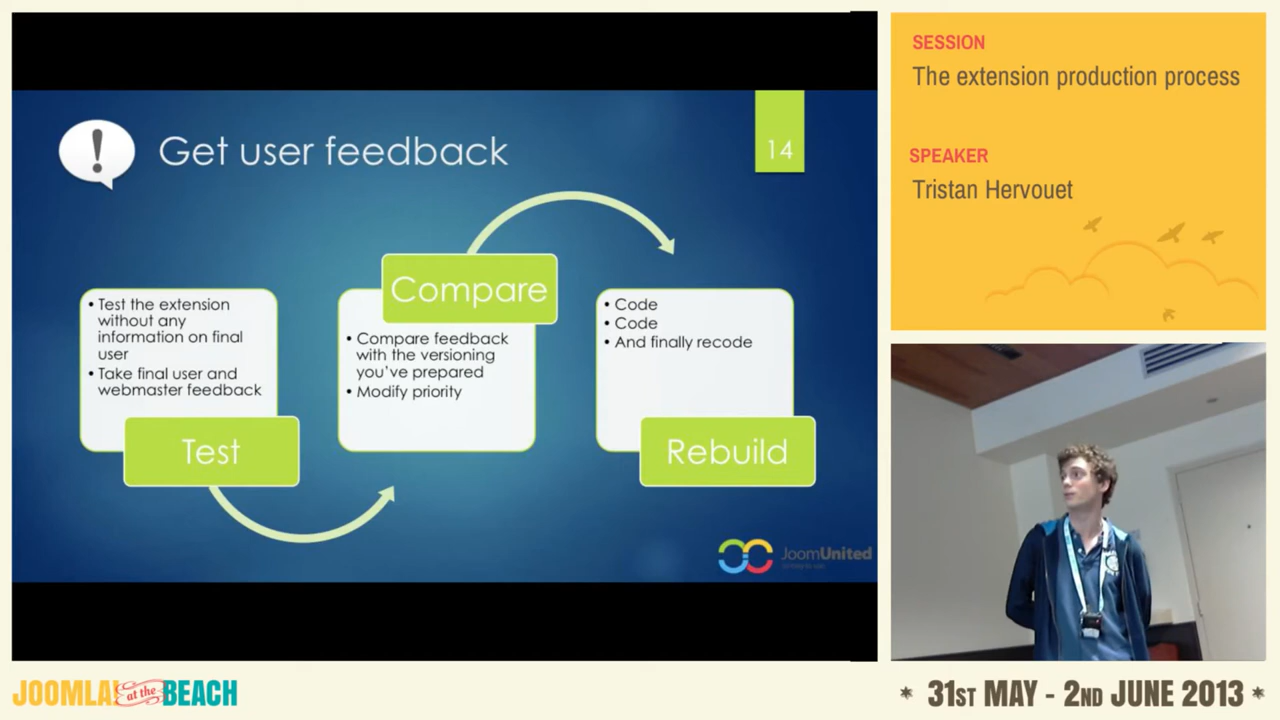 Get user feedback
14
• Test the extension
without any
information on final
user
• Take final user and
webmaster feedback
Test
Compare
• Compare feedback
with the versioning
you've prepared
• Modify priority
• Code
• Code
• And finally recode
Rebuild
JoomUnited
SESSION
The extension production process
SPEAKER
Tristan Hervouet
JOOMLA! at the BEACH
* 31ST MAY - 2ND JUNE 2013 *